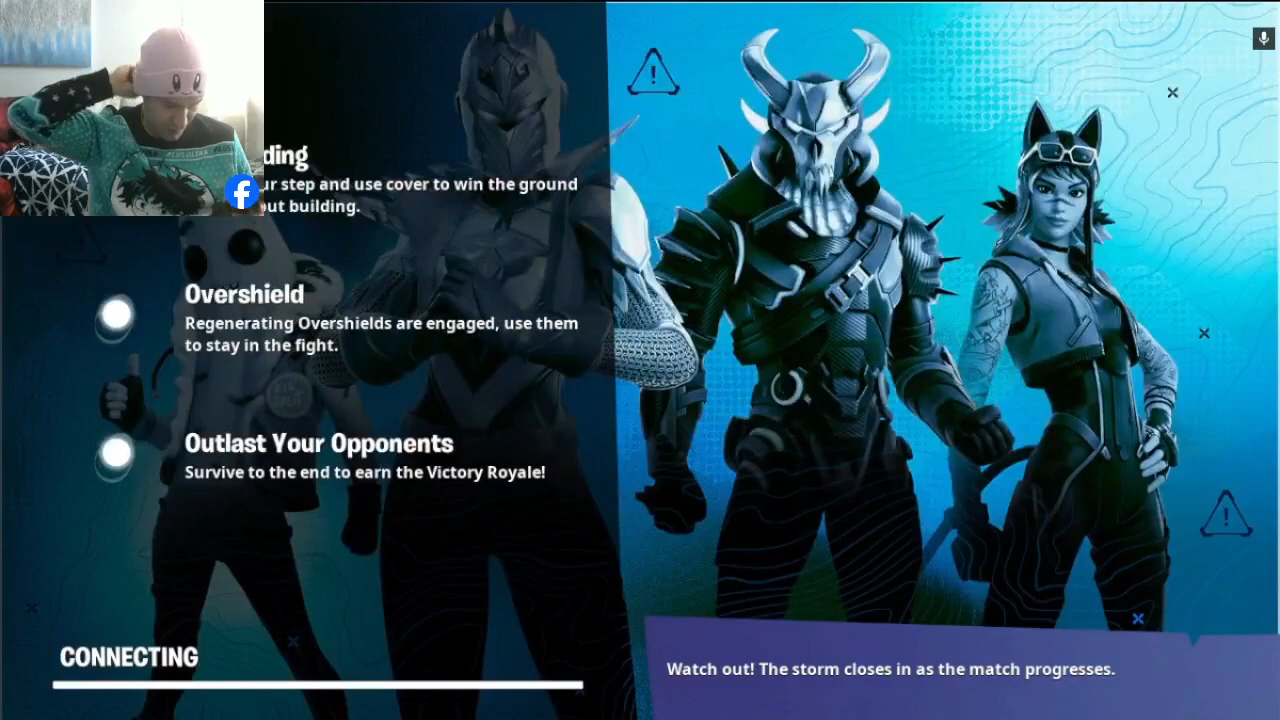 ding
ur step and use cover to win the ground
out building.
Overshield
Regenerating Overshields are engaged, use them
to stay in the fight.
Outlast Your Opponents
Survive to the end to earn the Victory Royale!
CONNECTING
Watch out! The storm closes in as the match progresses.
PLUS ULTRA